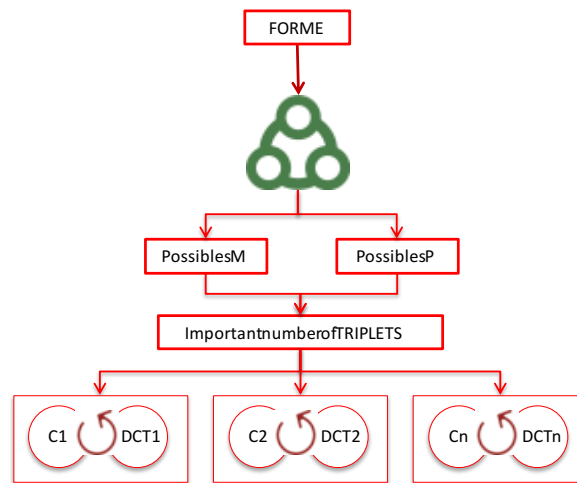 FORME
PossiblesM
PossiblesP
ImportantnumberofTRIPLETS
C1 DCT1
C2 DCT2
Cn DCTn